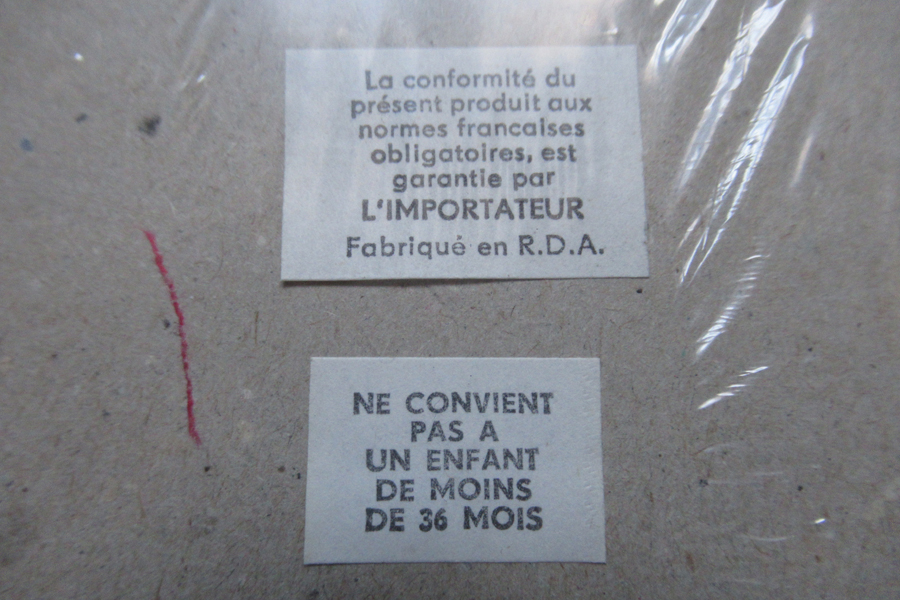 La conformité du
présent produit aux
normes francaises
obligatoires, est
garantie par
L'IMPORTATEUR
Fabriqué en R.D.A.
NE CONVIENT
PAS A
UN ENFANT
DE MOINS
DE 36 MOIS